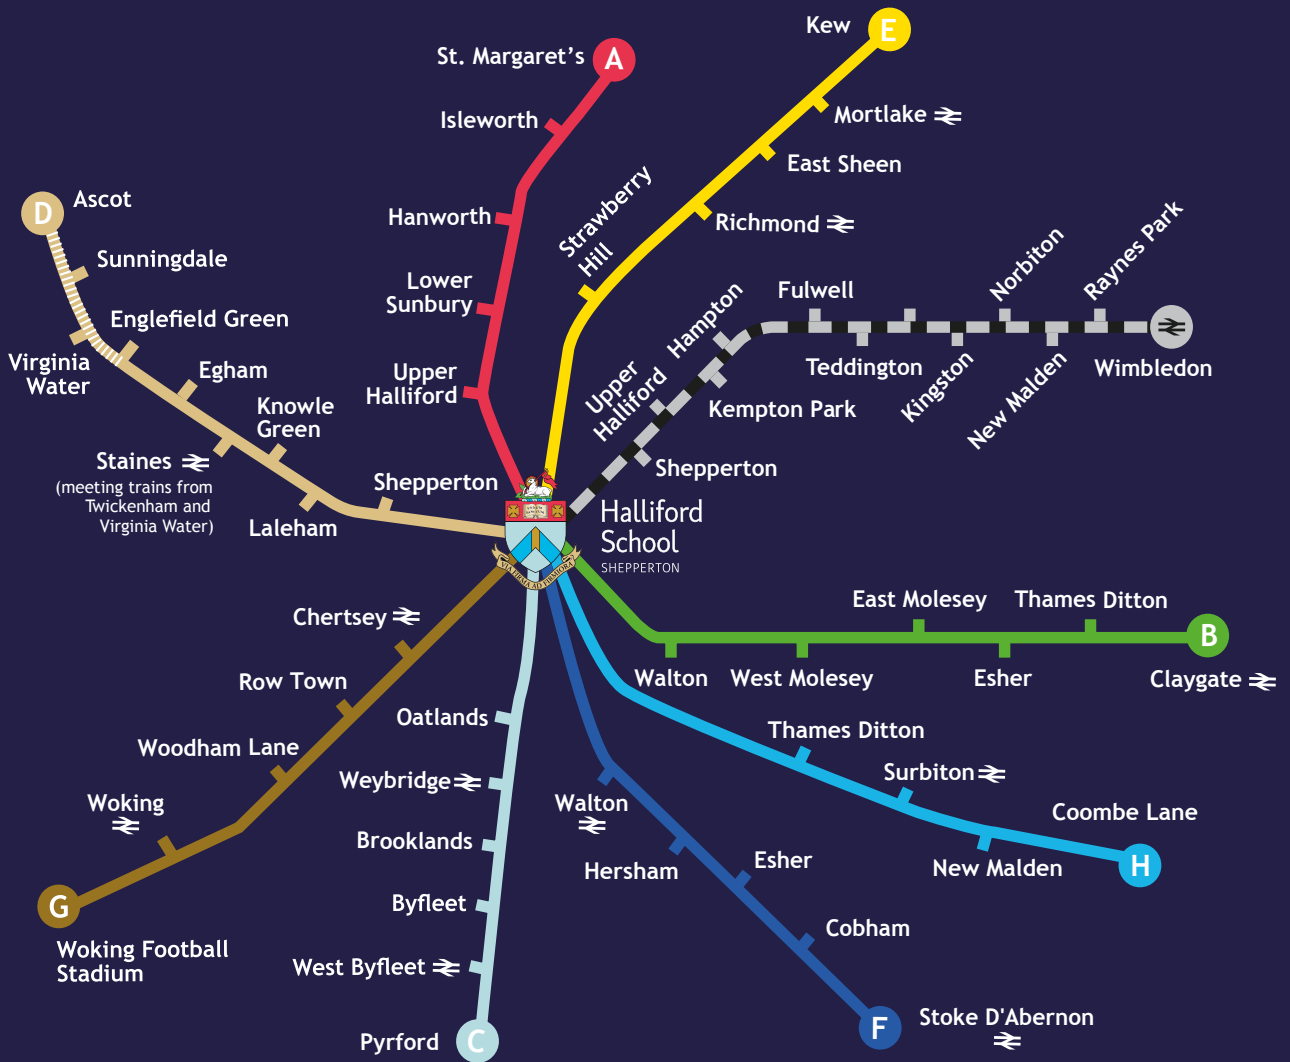 Kew
E
St. Margaret's
A
Isleworth
Mortlake
East Sheen
Strawberry
Hill
Richmond
Hanworth
D
Ascot
Sunningdale
Lower
Sunbury
Englefield Green
Virginia
Water
Egham
Knowle
Green
Upper
Halliford
Staines
(meeting trains from
Twickenham and
Virginia Water)
Laleham
Shepperton
Fulwell
Norbiton
Raynes Park
Hampton
Upper
Halliford
Teddington
Kingston
New Malden
Wimbledon
Kempton Park
Shepperton
Halliford
School
SHEPPERTON
VIA FIRMA AD FIRMIORA
Chertsey
Row Town
Woodham Lane
Woking
G
Woking Football
Stadium
East Molesey
Thames Ditton
B
Walton
West Molesey
Esher
Claygate
Oatlands
Weybridge
Brooklands
Byfleet
West Byfleet
Pyrford
C
Thames Ditton
Surbiton
Coombe Lane
New Malden
H
Walton
Hersham
Esher
Cobham
F
Stoke D'Abernon